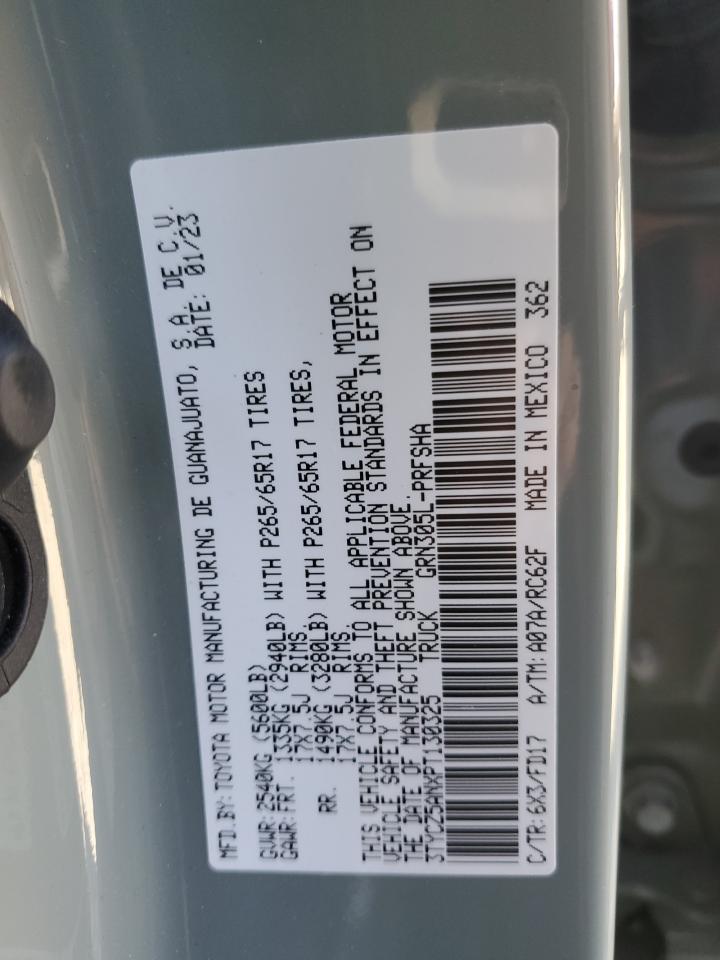 MFD.BY:TOYOTA MOTOR MANUFACTURING DE GUANAJUATO, S.A. DE C.V.
DATE: 01/23
GVWR:2540KG (5600LB)
GAWR:FRT. 1335KG (2940LB) WITH P265/65R17 TIRES
17X7.5J RIMS.
RR. 1490KG (3280LB) WITH P265/65R17 TIRES,
17X7.5J RIMS.
THIS VEHICLE CONFORMS TO ALL APPLICABLE FEDERAL MOTOR
VEHICLE SAFETY AND THEFT PREVENTION STANDARDS IN EFFECT ON
THE DATE OF MANUFACTURE SHOWN ABOVE.
3TYCZ5ANXPT130325 TRUCK GRN305L-PRFSHA
C/TR:6X3/FD17 A/TM:A07A/RC62F MADE IN MEXICO 362